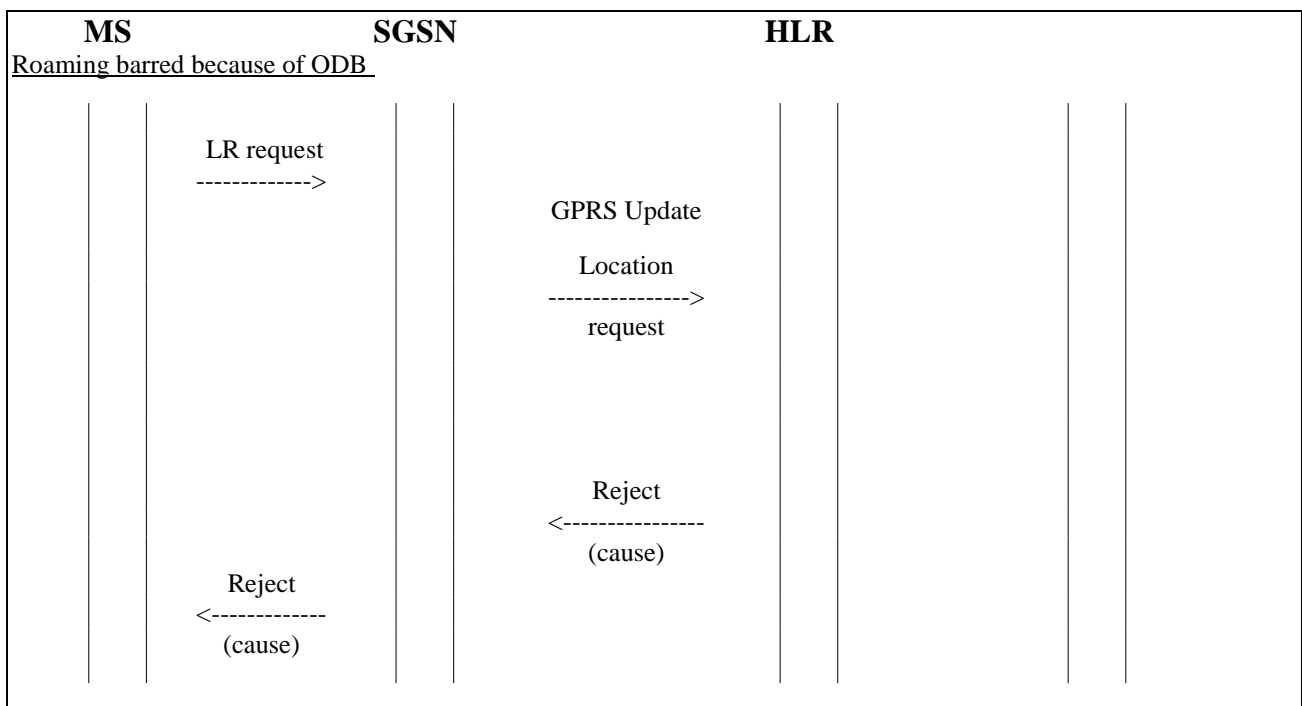 MS SGSN HLR
Roaming barred because of ODB
LR request
------------->
GPRS Update
Location
---------------->
request
Reject
<----------------
(cause)
Reject
<-------------
(cause)